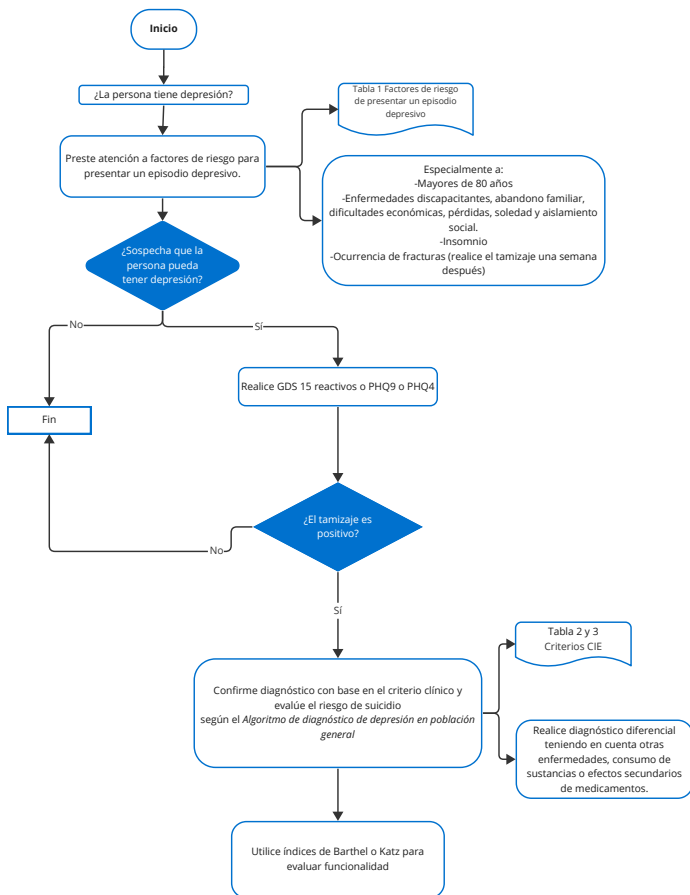 Inicio
¿La persona tiene depresión?
Tabla 1 Factores de riesgo
de presentar un episodio
depresivo
Preste atención a factores de riesgo para
presentar un episodio depresivo.
Especialmente a:
-Mayores de 80 años
-Enfermedades discapacitantes, abandono familiar,
dificultades económicas, pérdidas, soledad y aislamiento
social.
-Insomnio
-Ocurrencia de fracturas (realice el tamizaje una semana
después)
¿Sospecha que la
persona pueda
tener depresión?
No
Sí
Realice GDS 15 reactivos o PHQ9 o PHQ4
Fin
¿El tamizaje es
positivo?
No
Sí
Tabla 2 y 3
Criterios CIE
Confirme diagnóstico con base en el criterio clínico y
evalúe el riesgo de suicidio
según el Algoritmo de diagnóstico de depresión en población
general
Realice diagnóstico diferencial
teniendo en cuenta otras
enfermedades, consumo de
sustancias o efectos secundarios
de medicamentos.
Utilice índices de Barthel o Katz para
evaluar funcionalidad